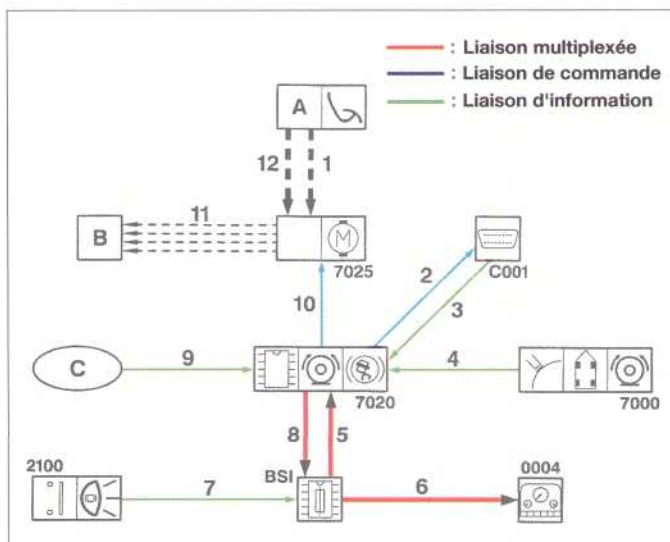 : Liaison multiplexée
: Liaison de commande
: Liaison d'information
A
12
1
11
B
M
7025
C001
2
3
10
C
9
4
7020
7000
8
5
2100
BSI
0004
7
6